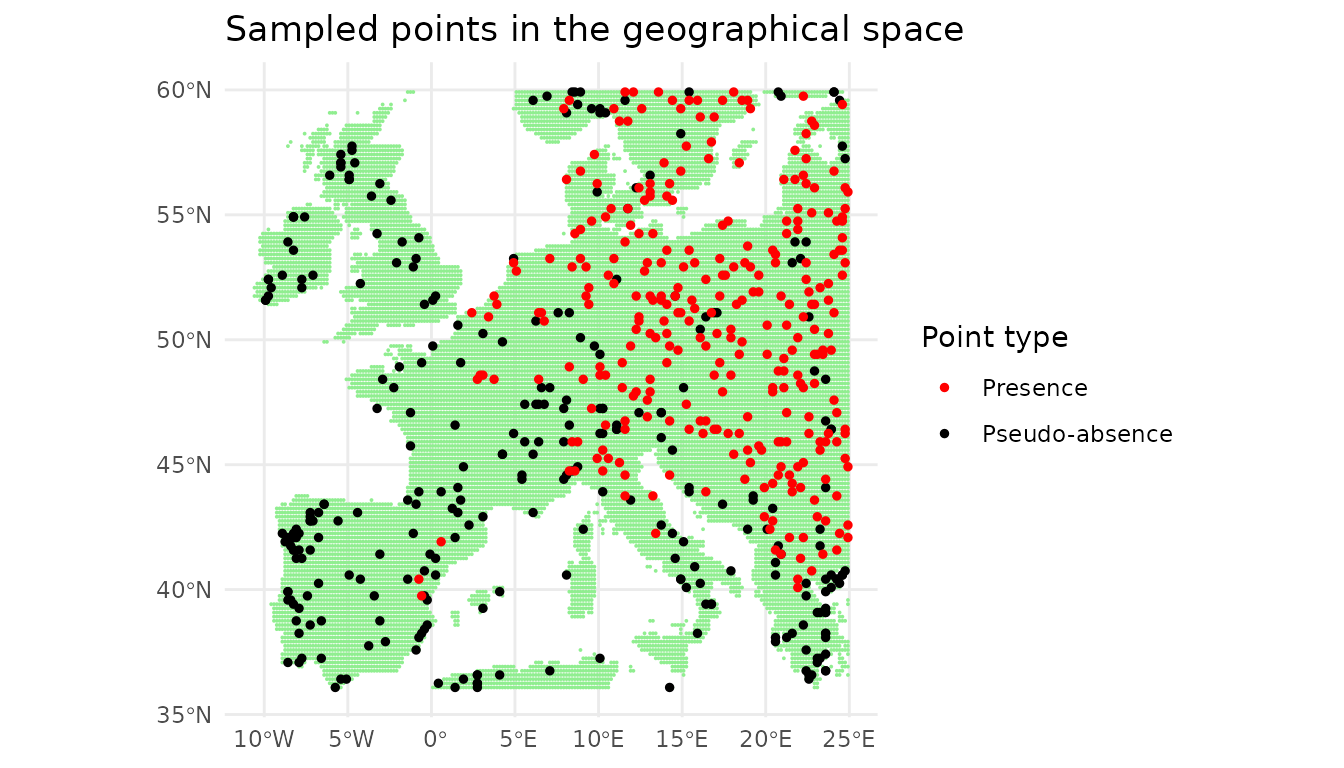 Sampled points in the geographical space
60°N
55°N
50°N
45°N
40°N
35°N
10°W 5°W 0° 5°E 10°E 15°E 20°E 25°E
Point type
Presence
Pseudo-absence